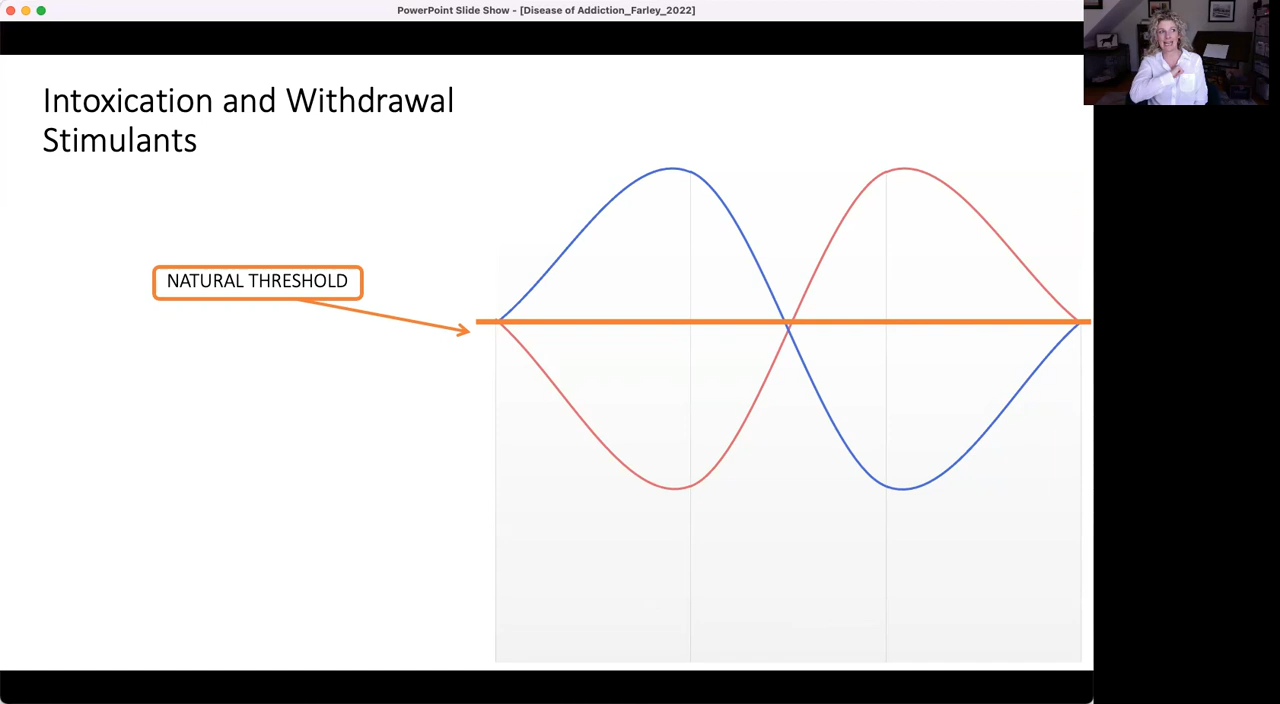 PowerPoint Slide Show - [Disease of Addiction_Farley_2022]
Intoxication and Withdrawal
Stimulants
NATURAL THRESHOLD